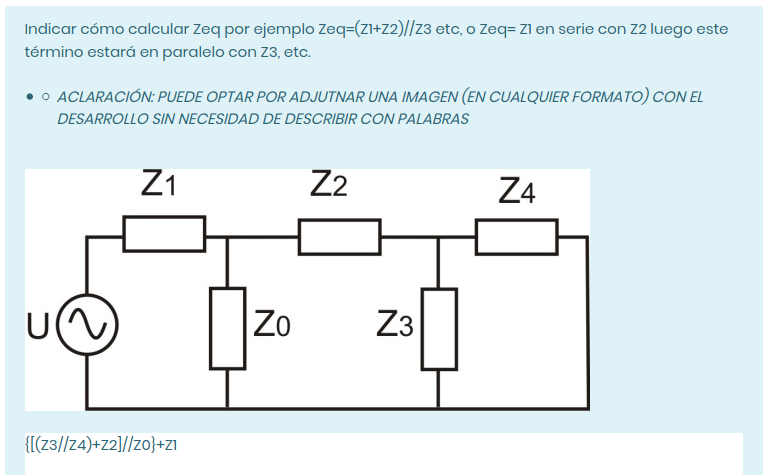 Indicar cómo calcular Zeq por ejemplo Zeq=(Z1+Z2)//Z3 etc, o Zeq= Z1 en serie con Z2 luego este
término estará en paralelo con Z3, etc.
ACLARACIÓN: PUEDE OPTAR POR ADJUTNAR UNA IMAGEN (EN CUALQUIER FORMATO) CON EL
DESARROLLO SIN NECESIDAD DE DESCRIBIR CON PALABRAS
Z1 Z2 Z4
U Z0 Z3
{[(Z3//Z4)+Z2]//Z0}+Z1